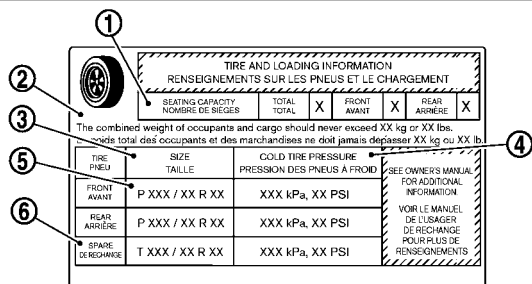 ①
TIRE AND LOADING INFORMATION
RENSEIGNEMENTS SUR LES PNEUS ET LE CHARGEMENT
②
SEATING CAPACITY
NOMBRE DE SIÈGES
TOTAL
TOTAL
X
FRONT
AVANT
X
REAR
ARRIÈRE
X
③
The combined weight of occupants and cargo should never exceed XX kg or XX lbs.
poids total des occupants et des marchandises ne doit jamais dépasser XX kg ou XX lb.
④
TIRE
PNEU
SIZE
TAILLE
COLD TIRE PRESSURE
PRESSION DES PNEUS À FROID
SEE OWNER'S MANUAL
FOR ADDITIONAL
INFORMATION
VOIR LE MANUEL
DE L'USAGER
DE RECHANGE
POUR PLUS DE
RENSEIGNEMENTS
⑤
FRONT
AVANT
P XXX / XX R XX
XXX kPa, XX PSI
REAR
ARRIÈRE
P XXX / XX R XX
XXX kPa, XX PSI
⑥
SPARE
DE RECHANGE
T XXX / XX R XX
XXX kPa, XX PSI